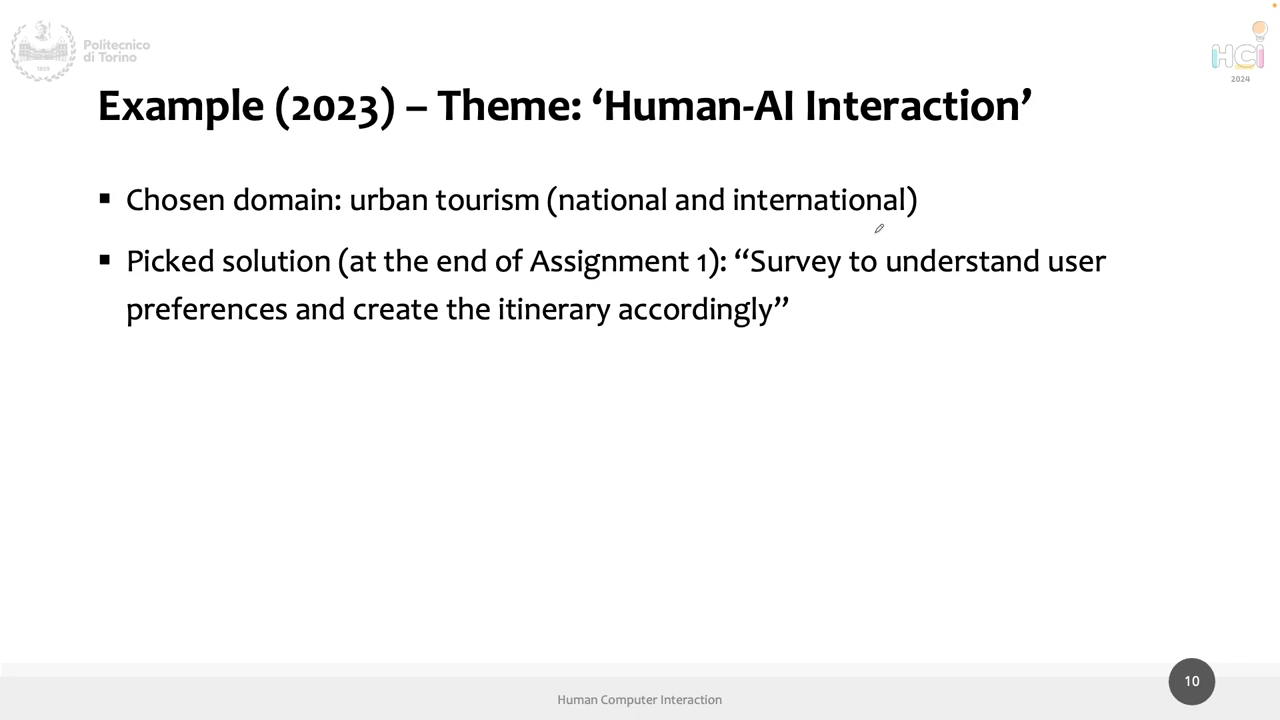 Politecnico
di Torino
1859
HCI
2024
Example (2023) – Theme: ‘Human-AI Interaction’
▪ Chosen domain: urban tourism (national and international)
▪ Picked solution (at the end of Assignment 1): “Survey to understand user
preferences and create the itinerary accordingly”
10
Human Computer Interaction